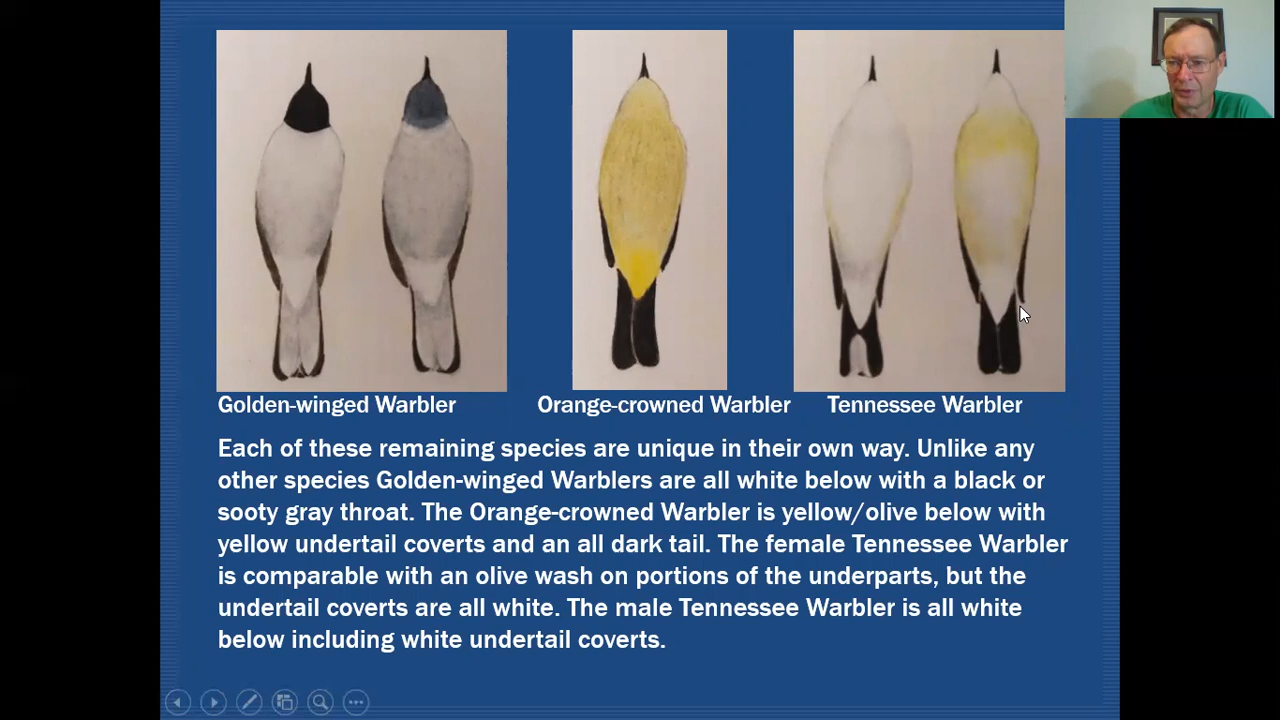 Golden-winged Warbler
Orange-crowned Warbler
Tennessee Warbler
Each of these remaining species are unique in their own way. Unlike any
other species Golden-winged Warblers are all white below with a black or
sooty gray throat. The Orange-crowned Warbler is yellow/olive below with
yellow undertail coverts and an all dark tail. The female Tennessee Warbler
is comparable with an olive wash on portions of the underparts, but the
undertail coverts are all white. The male Tennessee Warbler is all white
below including white undertail coverts.